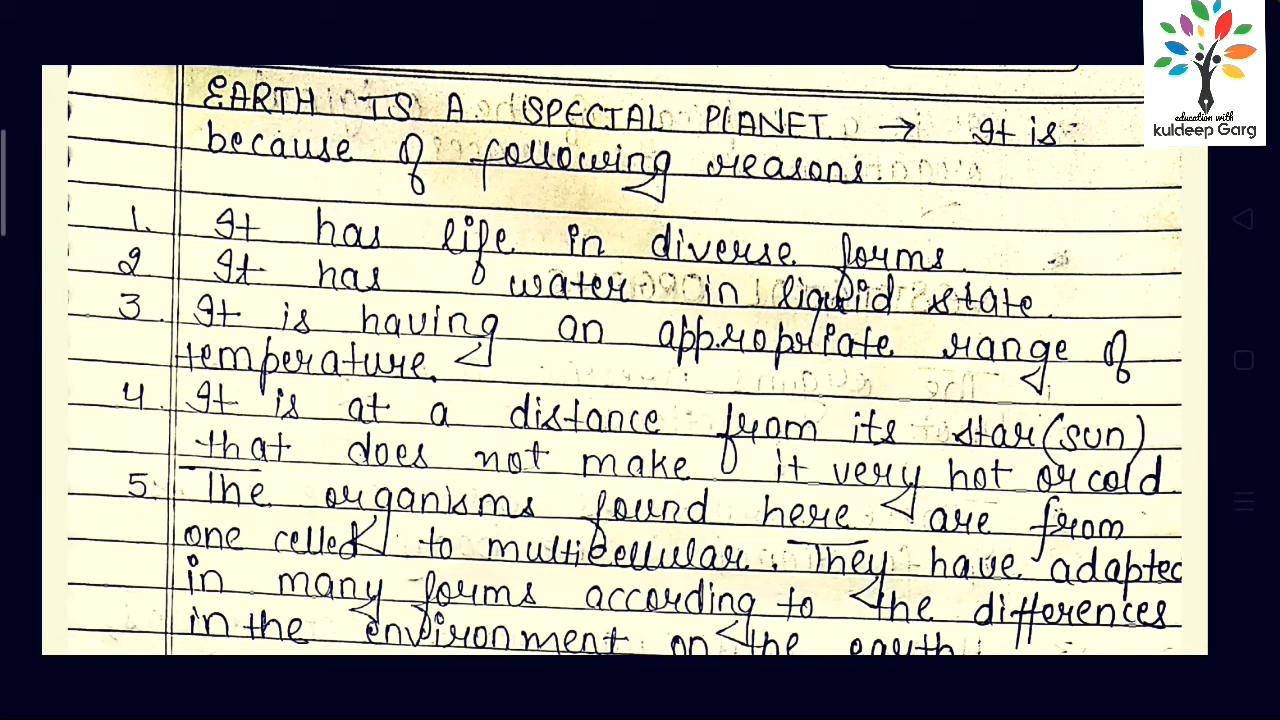 education with
kuldeep Garg
EARTH IS A SPECIAL PLANET → It is
because of following reasons
1. It has life in diverse forms.
2 It has water in liquid state.
3. It is having an appropriate range of
temperature.
4. It is at a distance from its star (sun)
that does not make it very hot or cold.
5. The organisms found here are from
one celled to multicellular. They have adapted
in many forms according to the differences
in the environment on the earth.